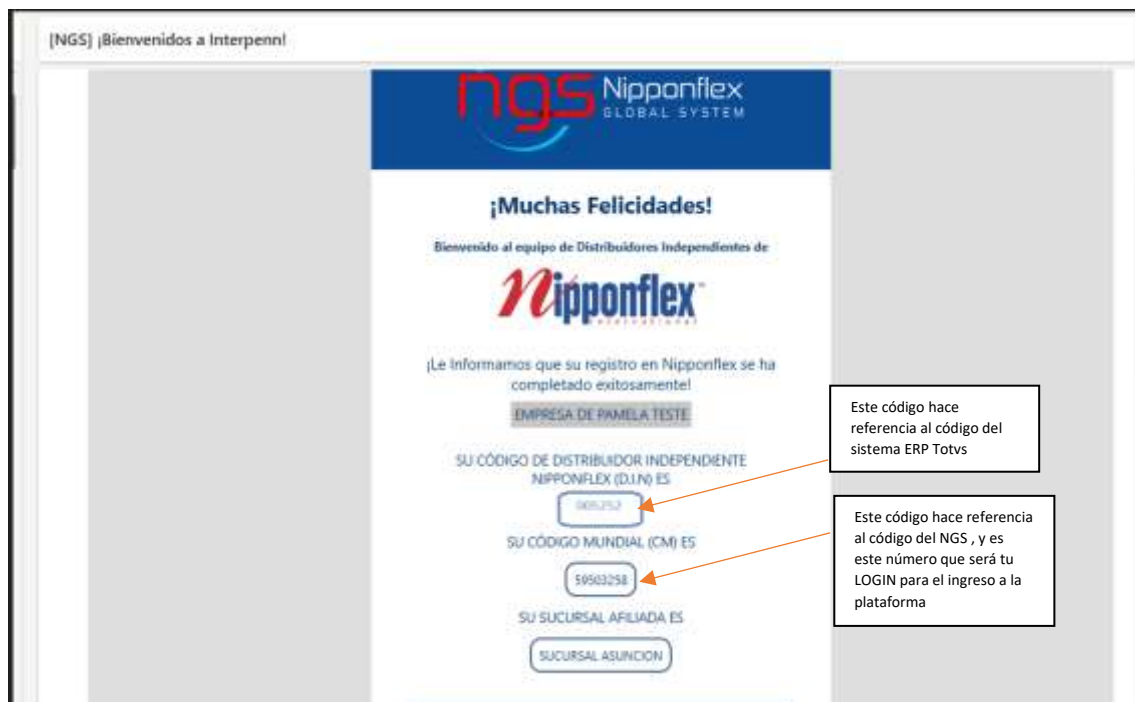 [NGS] ¡Bienvenidos a Interpenn!
ngs Nipponflex
GLOBAL SYSTEM
¡Muchas Felicidades!
Bienvenido al equipo de Distribuidores Independientes de
Nipponflex
International
¡Le Informamos que su registro en Nipponflex se ha
completado exitosamente!
EMPRESA DE PAMELA TESTE
SU CÓDIGO DE DISTRIBUIDOR INDEPENDIENTE
NIPPONFLEX (D.I.N) ES
SU CÓDIGO MUNDIAL (CM) ES
59503258
SU SUCURSAL AFILIADA ES
SUCURSAL ASUNCION
Este código hace
referencia al código del
sistema ERP Totvs
Este código hace referencia
al código del NGS , y es
este número que será tu
LOGIN para el ingreso a la
plataforma